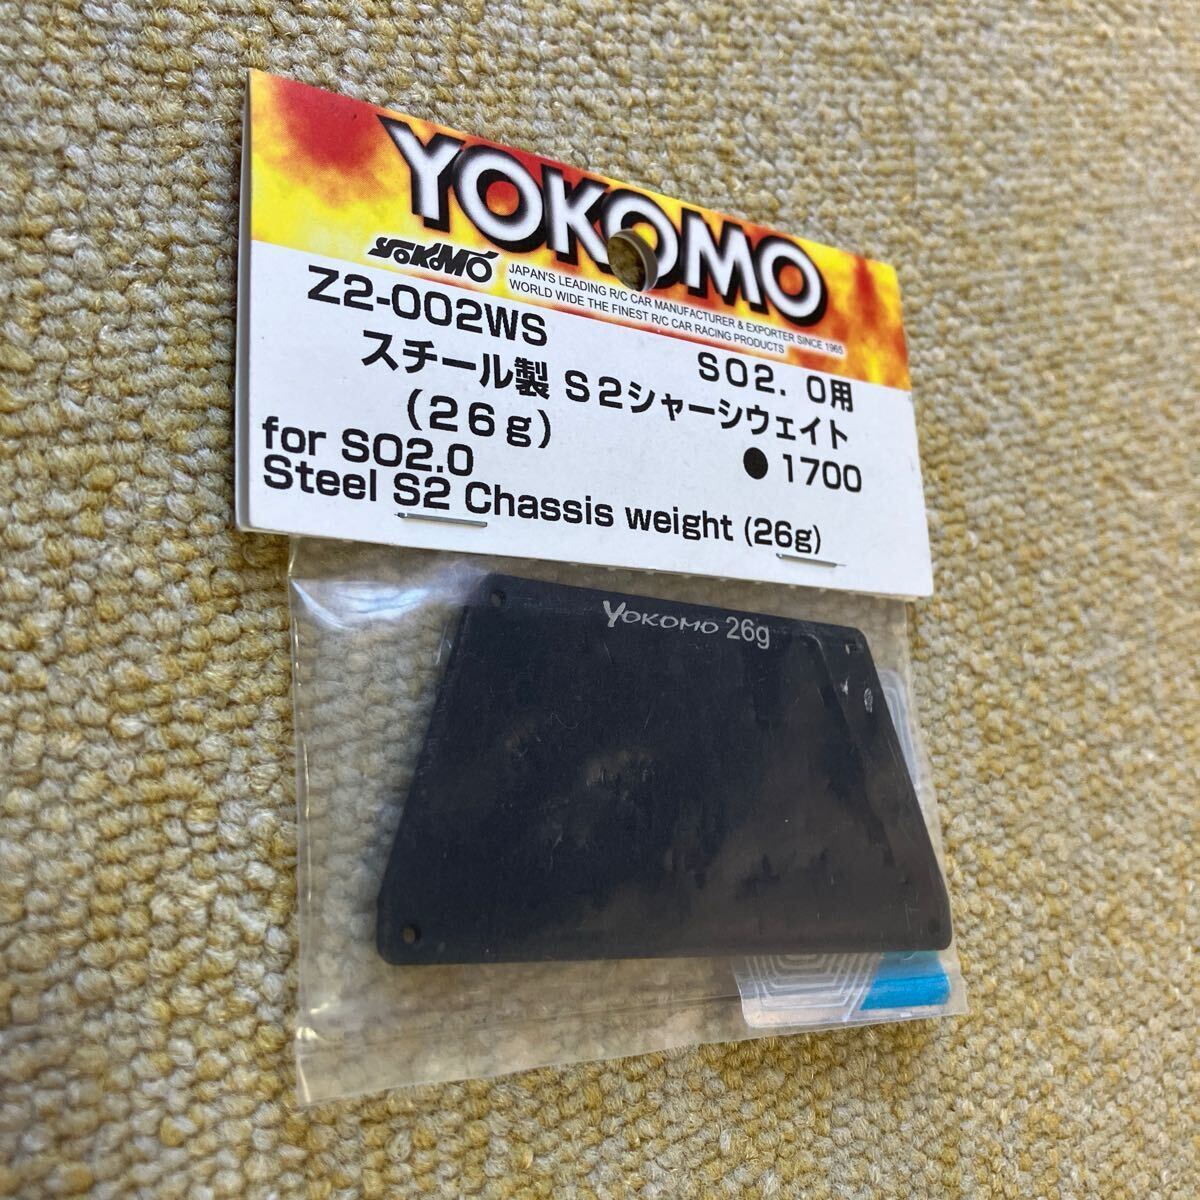 YOKOMO
YOKOMO
JAPAN'S LEADING R/C CAR MANUFACTURER & EXPORTER SINCE 1965
WORLD WIDE THE FINEST R/C CAR RACING PRODUCTS
Z2-002WS
SO2.0用
スチール製 S2シャーシウェイト
(26g)
●1700
for SO2.0
Steel S2 Chassis weight (26g)
YOKOMO 26g